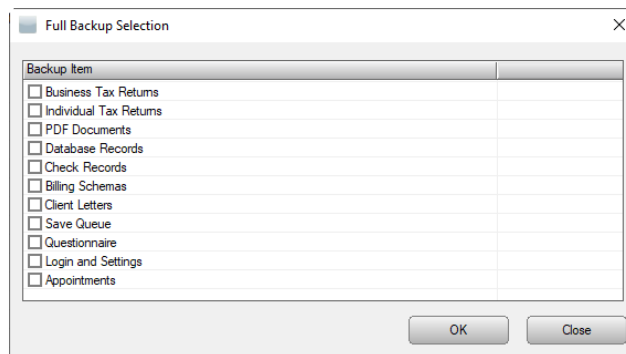 Full Backup Selection
Backup Item
Business Tax Returns
Individual Tax Returns
PDF Documents
Database Records
Check Records
Billing Schemas
Client Letters
Save Queue
Questionnaire
Login and Settings
Appointments
OK Close